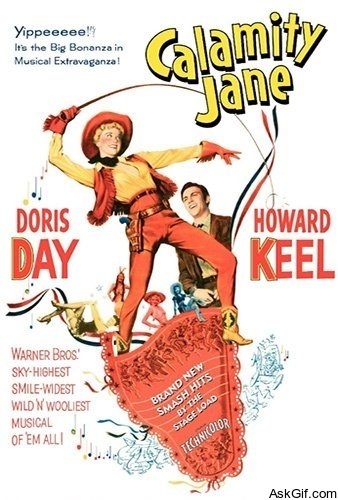 Yippeeeee!!
It's the Big Bonanza in
Musical Extravaganza!
Calamity
Jane
DORIS
DAY
HOWARD
KEEL
WARNER BROS.'
SKY-HIGHEST
SMILE-WIDEST
WILD 'N' WOOLIEST
MUSICAL
OF 'EM ALL!
BRAND NEW
SMASH HITS
BY THE
STAGE LOAD
TECHNICOLOR
AskGif.com